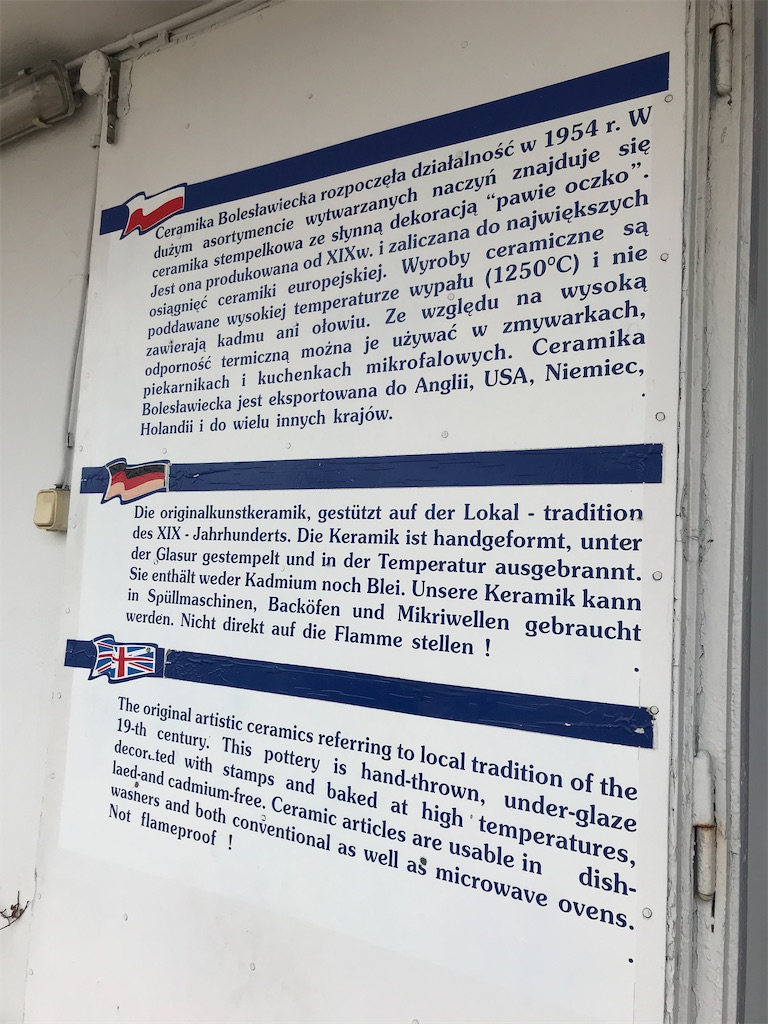 Ceramika Bolesławiecka rozpoczęła działalność w 1954 r. W
dużym asortymencie wytwarzanych naczyń znajduje się
ceramika stempelkowa ze słynną dekoracją “pawie oczko”.
Jest ona produkowana od XIXw. i zaliczana do największych
osiągnięć ceramiki europejskiej. Wyroby ceramiczne są
poddawane wysokiej temperaturze wypału (1250°C) i nie
zawierają kadmu ani ołowiu. Ze względu na wysoką
odporność termiczną można je używać w zmywarkach,
piekarnikach i kuchenkach mikrofalowych. Ceramika
Bolesławiecka jest eksportowana do Anglii, USA, Niemiec,
Holandii i do wielu innych krajów.
Die originalkunstkeramik, gestützt auf der Lokal - tradition
des XIX - Jahrhunderts. Die Keramik ist handgeformt, unter
der Glasur gestempelt und in der Temperatur ausgebrannt.
Sie enthält weder Kadmium noch Blei. Unsere Keramik kann
in Spüllmaschinen, Backöfen und Mikriwellen gebraucht
werden. Nicht direkt auf die Flamme stellen !
The original artistic ceramics referring to local tradition of the
19-th century. This pottery is hand-thrown, under-glaze
decorated with stamps and baked at high temperatures,
laed-and cadmium-free. Ceramic articles are usable in dish-
washers and both conventional as well as microwave ovens.
Not flameproof !